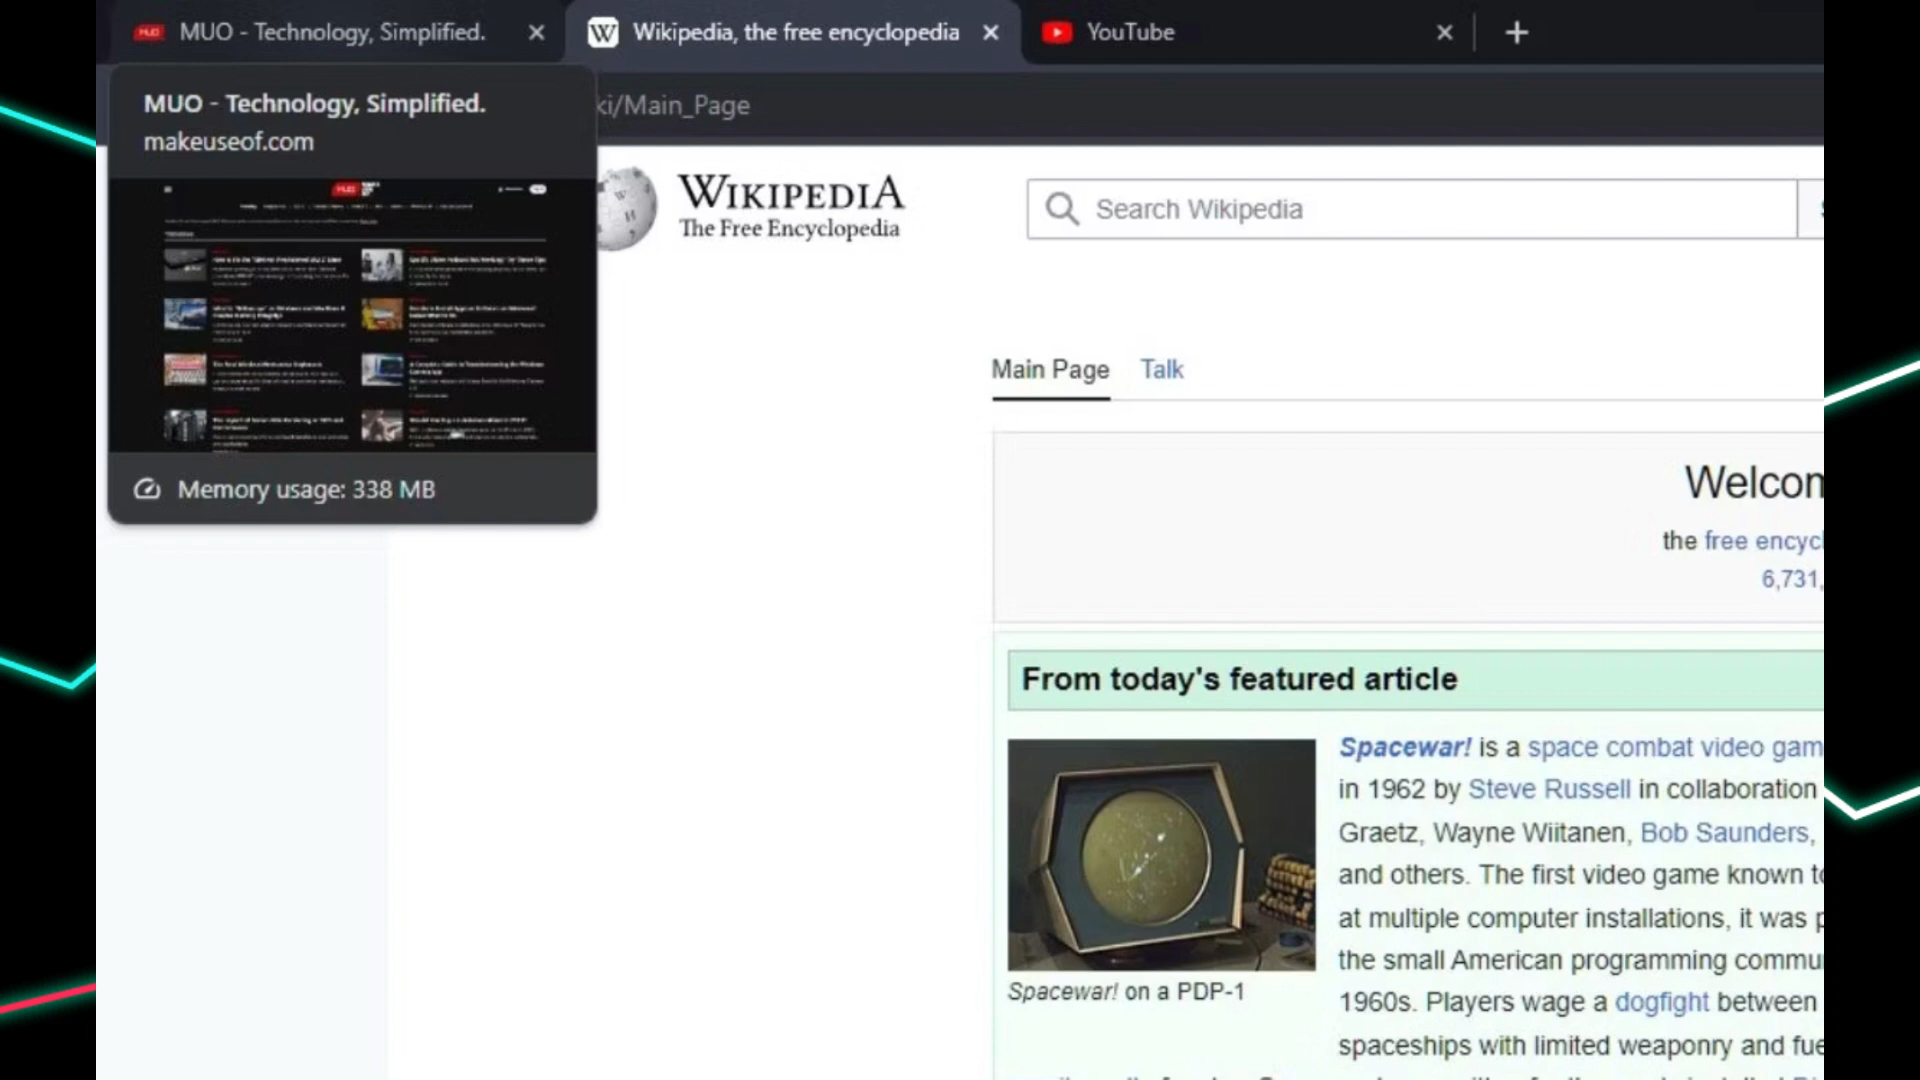 MUO - Technology, Simplified.
Wikipedia, the free encyclopedia
YouTube
MUO - Technology, Simplified.
makeuseof.com
ki/Main_Page
WIKIPEDIA
The Free Encyclopedia
Search Wikipedia
Memory usage: 338 MB
Main Page Talk
Welcom
the free encycl
6,731,
From today's featured article
Spacewar! is a space combat video gam
in 1962 by Steve Russell in collaboration
Graetz, Wayne Wiitanen, Bob Saunders,
and others. The first video game known to
at multiple computer installations, it was p
the small American programming commu
1960s. Players wage a dogfight between
spaceships with limited weaponry and fue
Spacewar! on a PDP-1